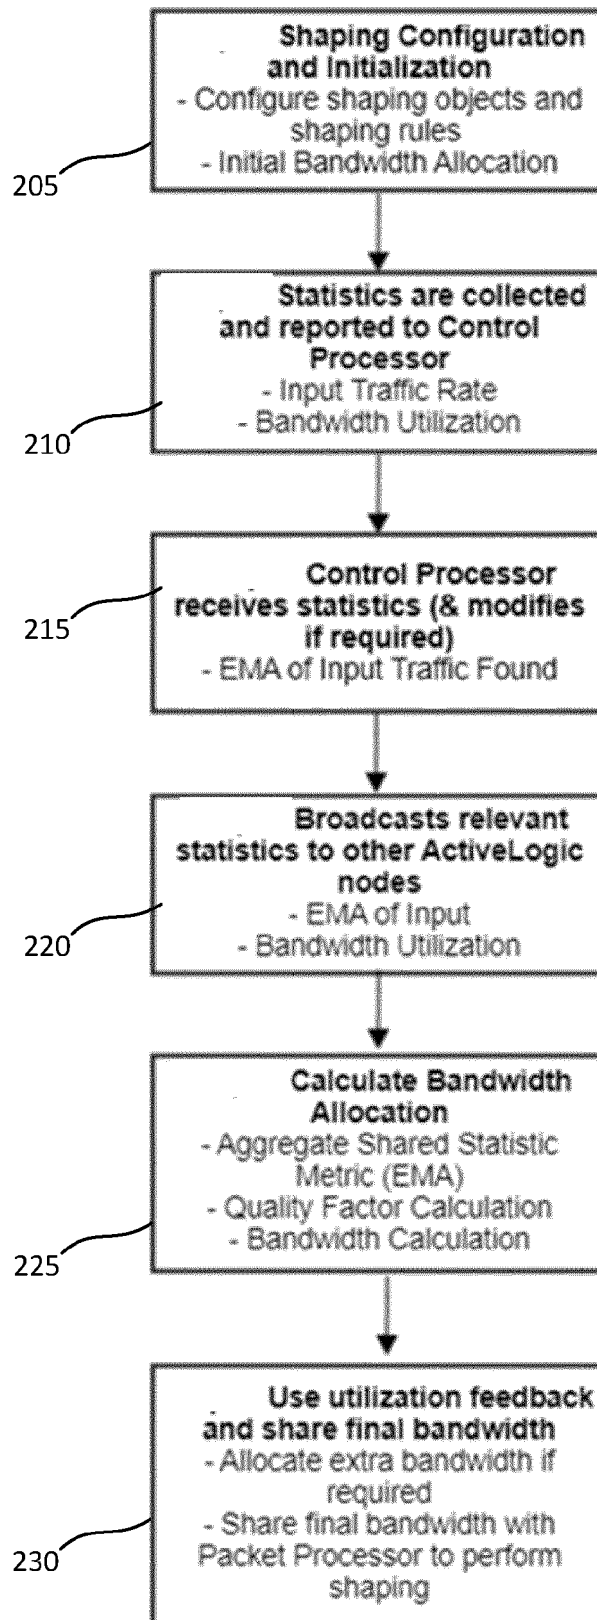 Shaping Configuration
and Initialization
- Configure shaping objects and
shaping rules
- Initial Bandwidth Allocation
205
Statistics are collected
and reported to Control
Processor
- Input Traffic Rate
- Bandwidth Utilization
210
Control Processor
receives statistics (& modifies
if required)
- EMA of Input Traffic Found
215
Broadcasts relevant
statistics to other ActiveLogic
nodes
- EMA of Input
- Bandwidth Utilization
220
Calculate Bandwidth
Allocation
- Aggregate Shared Statistic
Metric (EMA)
- Quality Factor Calculation
- Bandwidth Calculation
225
Use utilization feedback
and share final bandwidth
- Allocate extra bandwidth if
required
- Share final bandwidth with
Packet Processor to perform
shaping
230